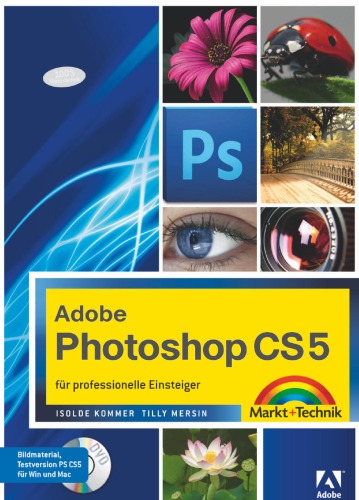 Ps
Adobe
Photoshop CS5
für professionelle Einsteiger
ISOLDE KOMMER TILLY MERSIN
Markt+Technik
Bildmaterial,
Testversion PS CS5
für Win und Mac
DVD
Adobe